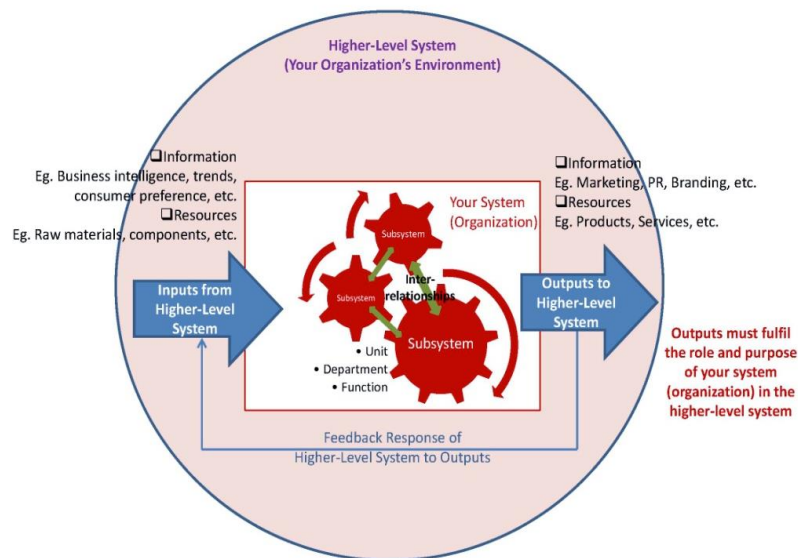 Higher-Level System
(Your Organization's Environment)
❑Information
Eg. Business intelligence, trends,
consumer preference, etc.
❑Resources
Eg. Raw materials, components, etc.
Inputs from
Higher-Level
System
Your System
(Organization)
Subsystem
Subsystem
Inter-
relationships
Subsystem
• Unit
• Department
• Function
❑Information
Eg. Marketing, PR, Branding, etc.
❑Resources
Eg. Products, Services, etc.
Outputs to
Higher-Level
System
Outputs must fulfil
the role and purpose
of your system
(organization) in the
higher-level system
Feedback Response of
Higher-Level System to Outputs